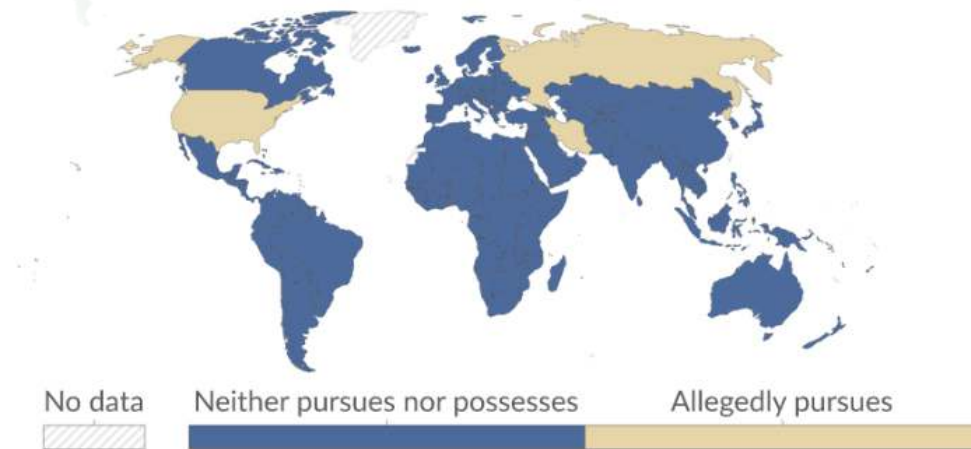 No data
Neither pursues nor possesses
Allegedly pursues